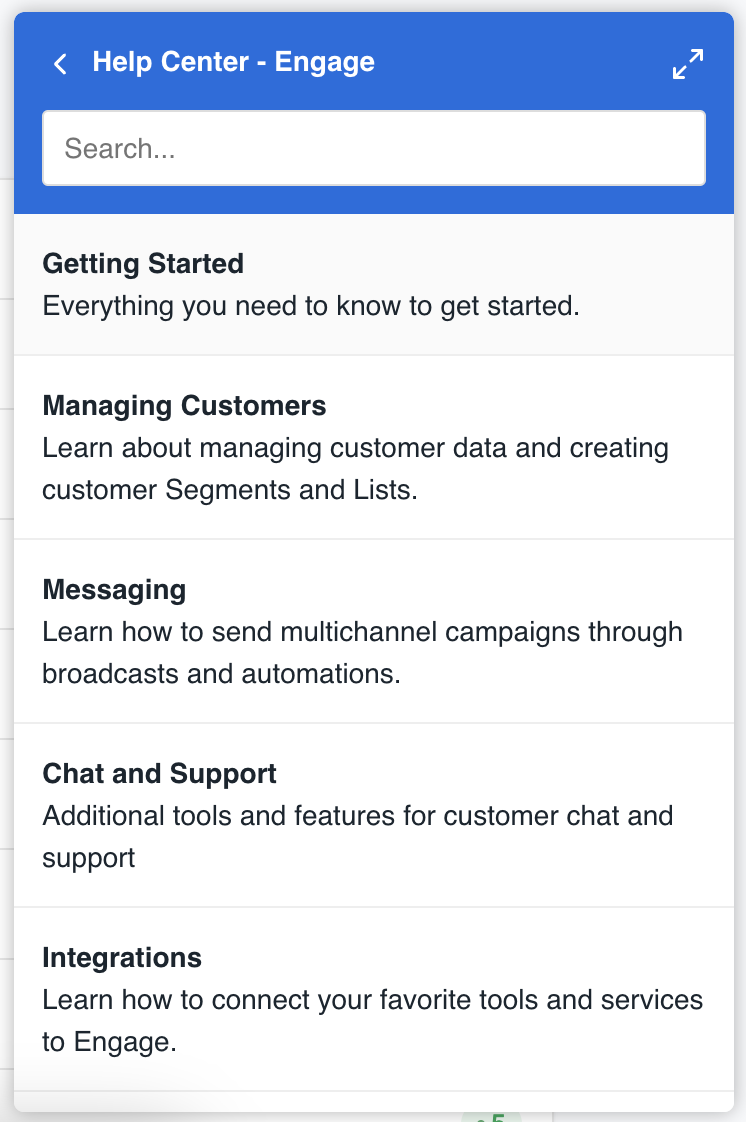 Help Center - Engage
Search...
Getting Started
Everything you need to know to get started.
Managing Customers
Learn about managing customer data and creating
customer Segments and Lists.
Messaging
Learn how to send multichannel campaigns through
broadcasts and automations.
Chat and Support
Additional tools and features for customer chat and
support
Integrations
Learn how to connect your favorite tools and services
to Engage.